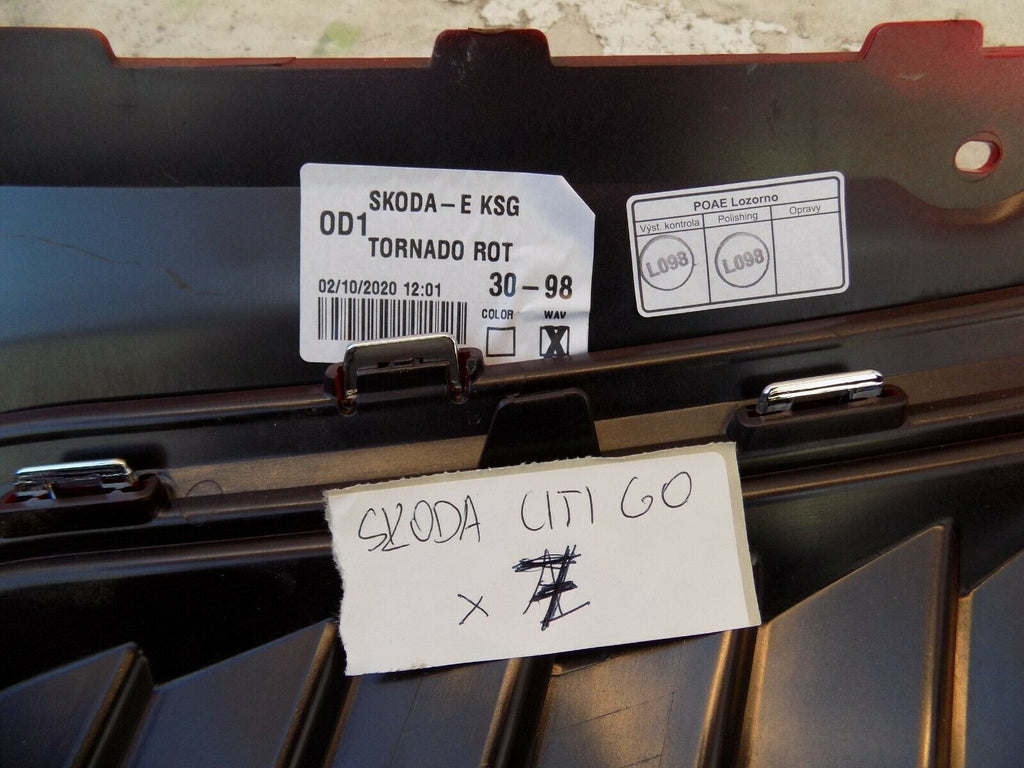 SKODA-E KSG
OD1
TORNADO ROT
30-98
02/10/2020 12:01
COLOR
WAV
X
POAE Lozorno
Výst. kontrola
Polishing
Opravy
L098
L098
SKODA CITI GO
x